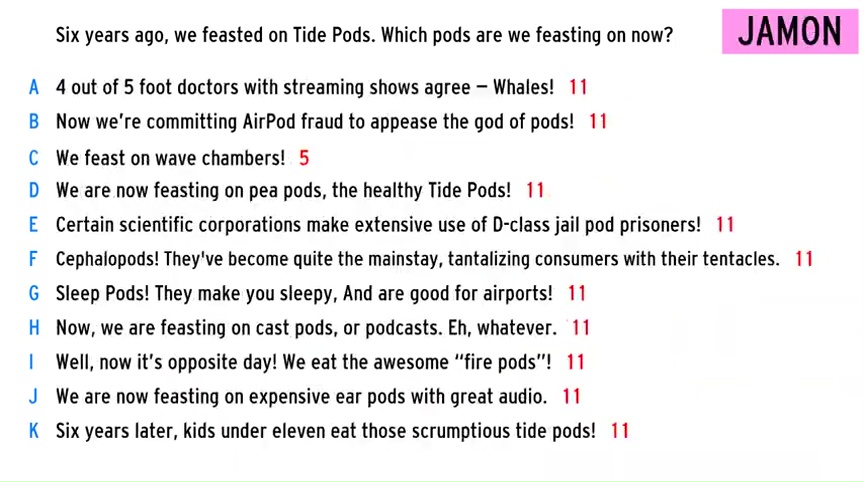 Six years ago, we feasted on Tide Pods. Which pods are we feasting on now?
JAMON
A 4 out of 5 foot doctors with streaming shows agree – Whales! 11
B Now we're committing AirPod fraud to appease the god of pods! 11
C We feast on wave chambers! 5
D We are now feasting on pea pods, the healthy Tide Pods! 11
E Certain scientific corporations make extensive use of D-class jail pod prisoners! 11
F Cephalopods! They've become quite the mainstay, tantalizing consumers with their tentacles. 11
G Sleep Pods! They make you sleepy, And are good for airports! 11
H Now, we are feasting on cast pods, or podcasts. Eh, whatever. 11
I Well, now it's opposite day! We eat the awesome “fire pods”! 11
J We are now feasting on expensive ear pods with great audio. 11
K Six years later, kids under eleven eat those scrumptious tide pods! 11